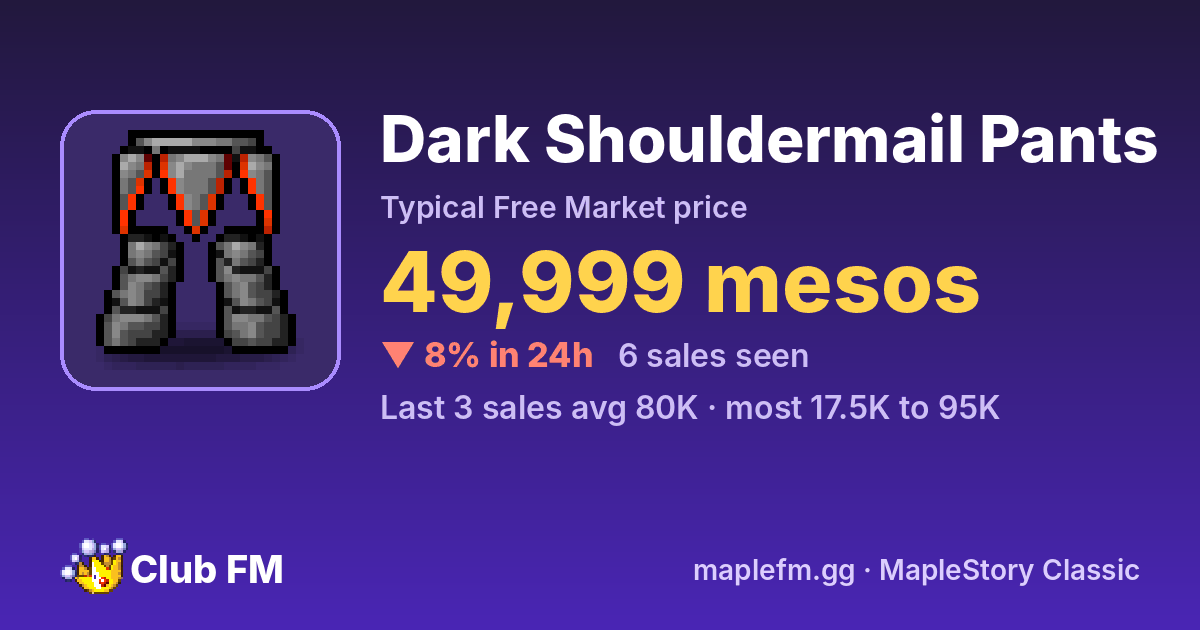 Dark Shouldermail Pants
Typical Free Market price
49,999 mesos
▼ 8% in 24h 6 sales seen
Last 3 sales avg 80K · most 17.5K to 95K
Club FM
maplefm.gg · MapleStory Classic